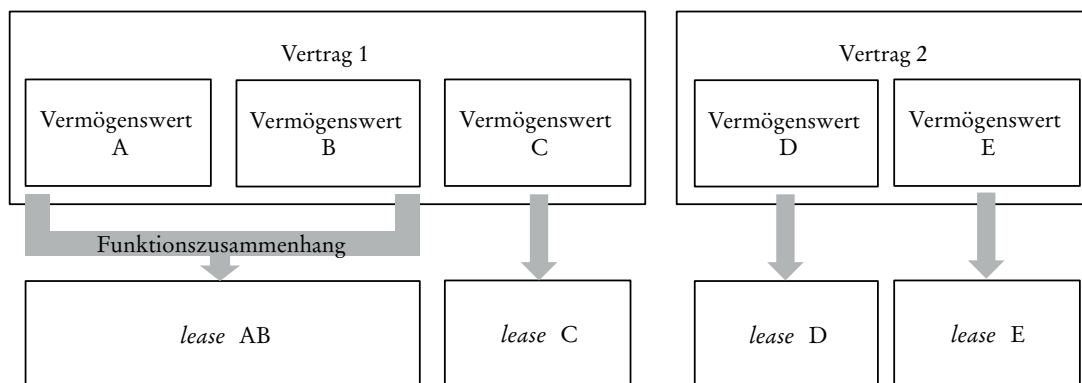 Vertrag 1
Vertrag 2
Vermögenswert
A
Vermögenswert
B
Vermögenswert
C
Vermögenswert
D
Vermögenswert
E
Funktionszusammenhang
lease AB
lease C
lease D
lease E